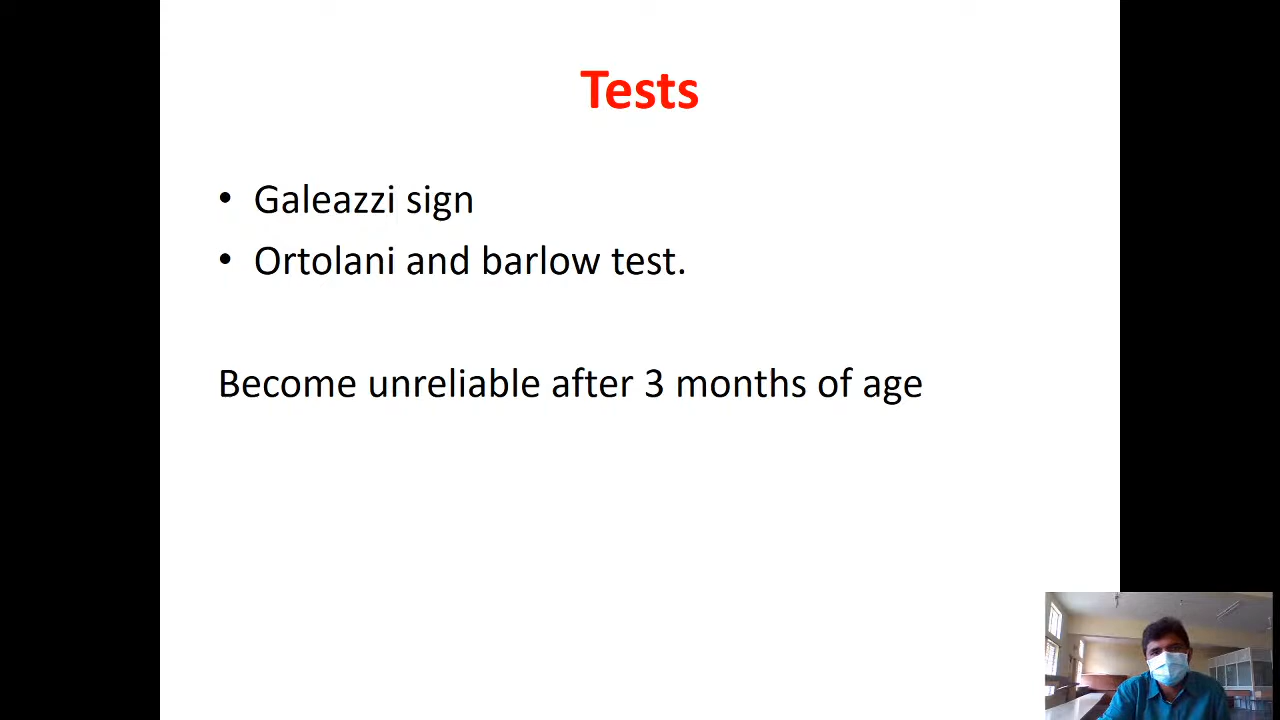 Tests
• Galeazzi sign
• Ortolani and barlow test.
Become unreliable after 3 months of age